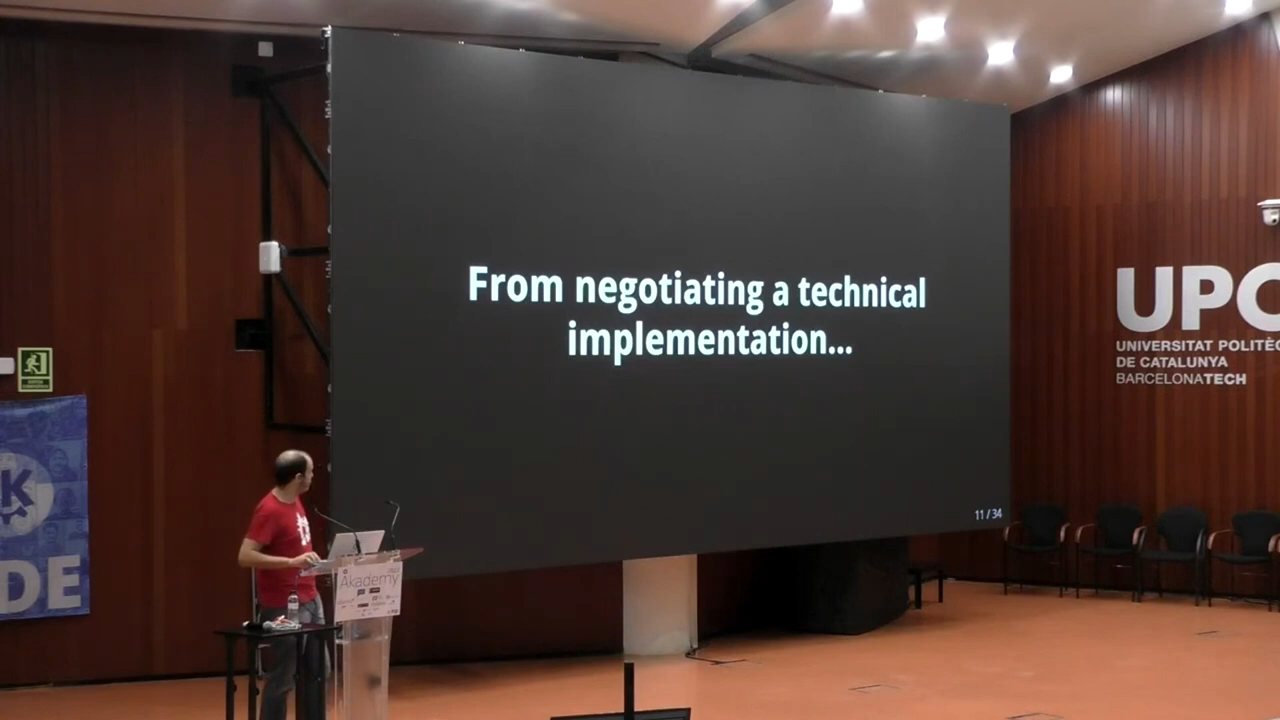 From negotiating a technical
implementation...
11 / 34
UPC
UNIVERSITAT POLITÈC
DE CATALUNYA
BARCELONATECH
K
DE
Akademy